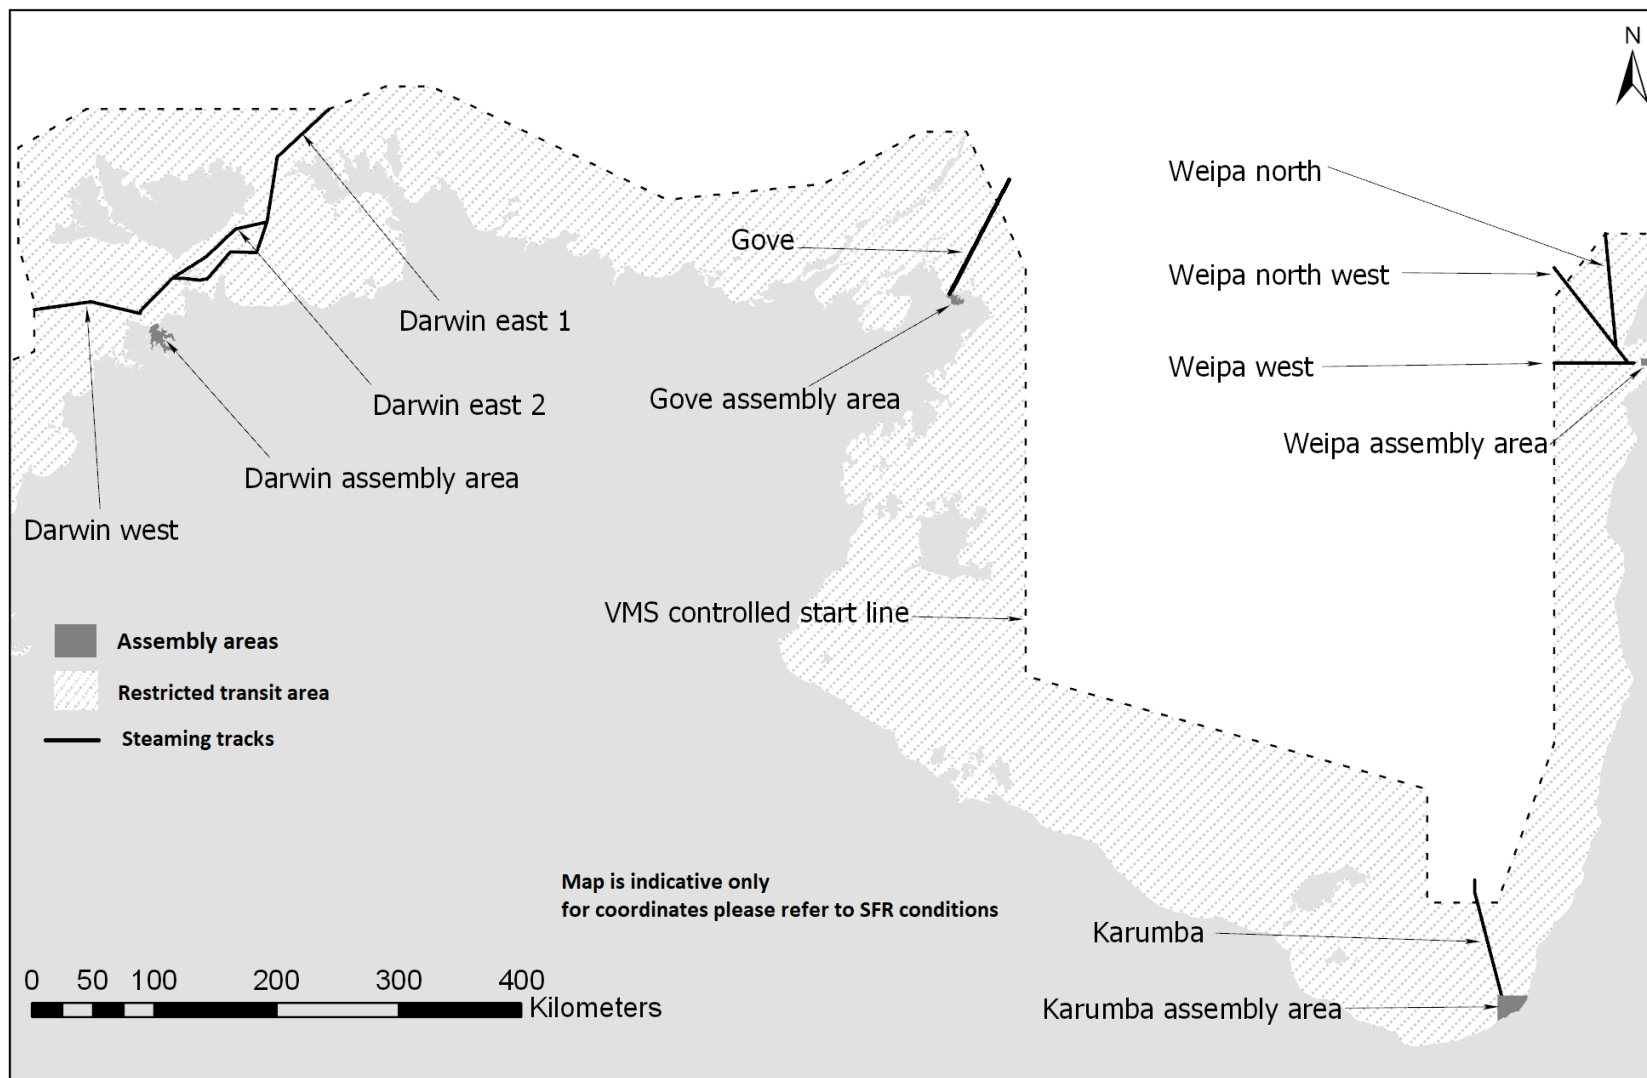 N
Weipa north
Gove
Weipa north west
Darwin east 1
Weipa west
Darwin east 2
Gove assembly area
Weipa assembly area
Darwin assembly area
Darwin west
VMS controlled start line
Assembly areas
Restricted transit area
Steaming tracks
Map is indicative only
for coordinates please refer to SFR conditions
Karumba
0 50 100 200 300 400
Kilometers
Karumba assembly area